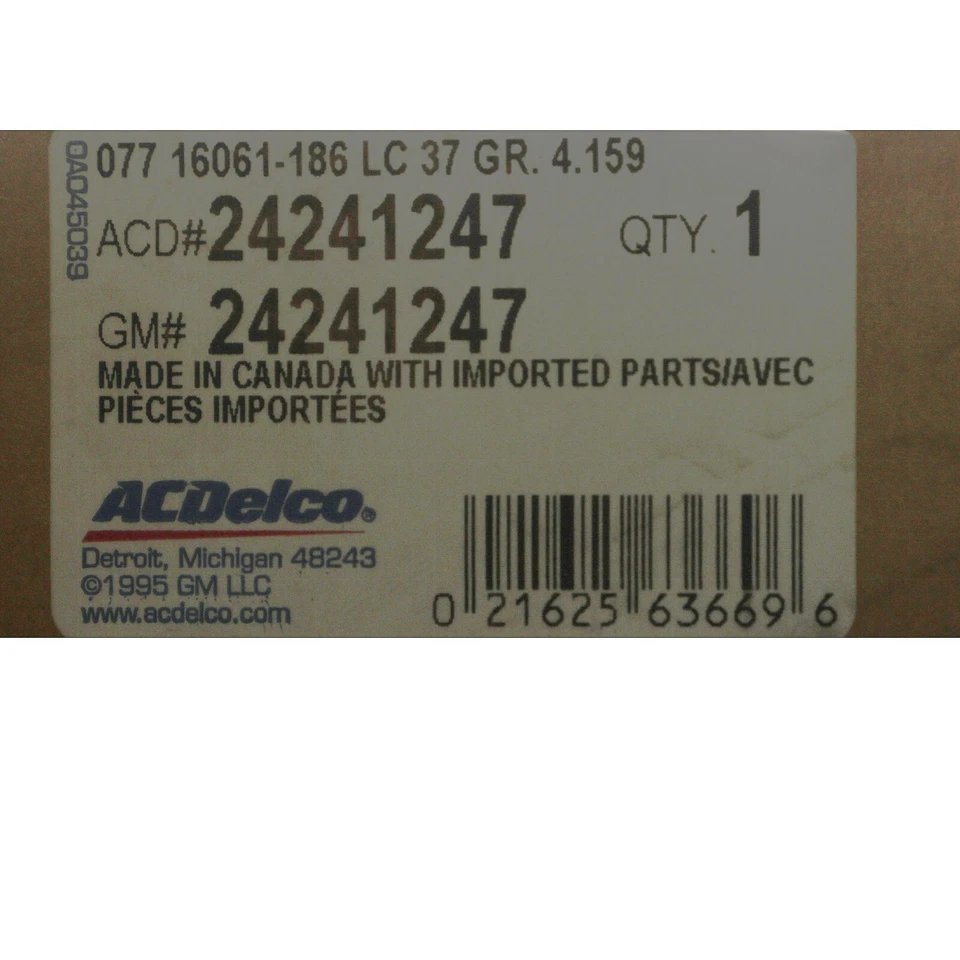 077 16061-186 LC 37 GR. 4.159
0A045039
ACD#24241247 QTY. 1
GM# 24241247
MADE IN CANADA WITH IMPORTED PARTS/AVEC
PIÈCES IMPORTÉES
ACDelco®
Detroit, Michigan 48243
©1995 GM LLC
www.acdelco.com
0 21625 63669 6